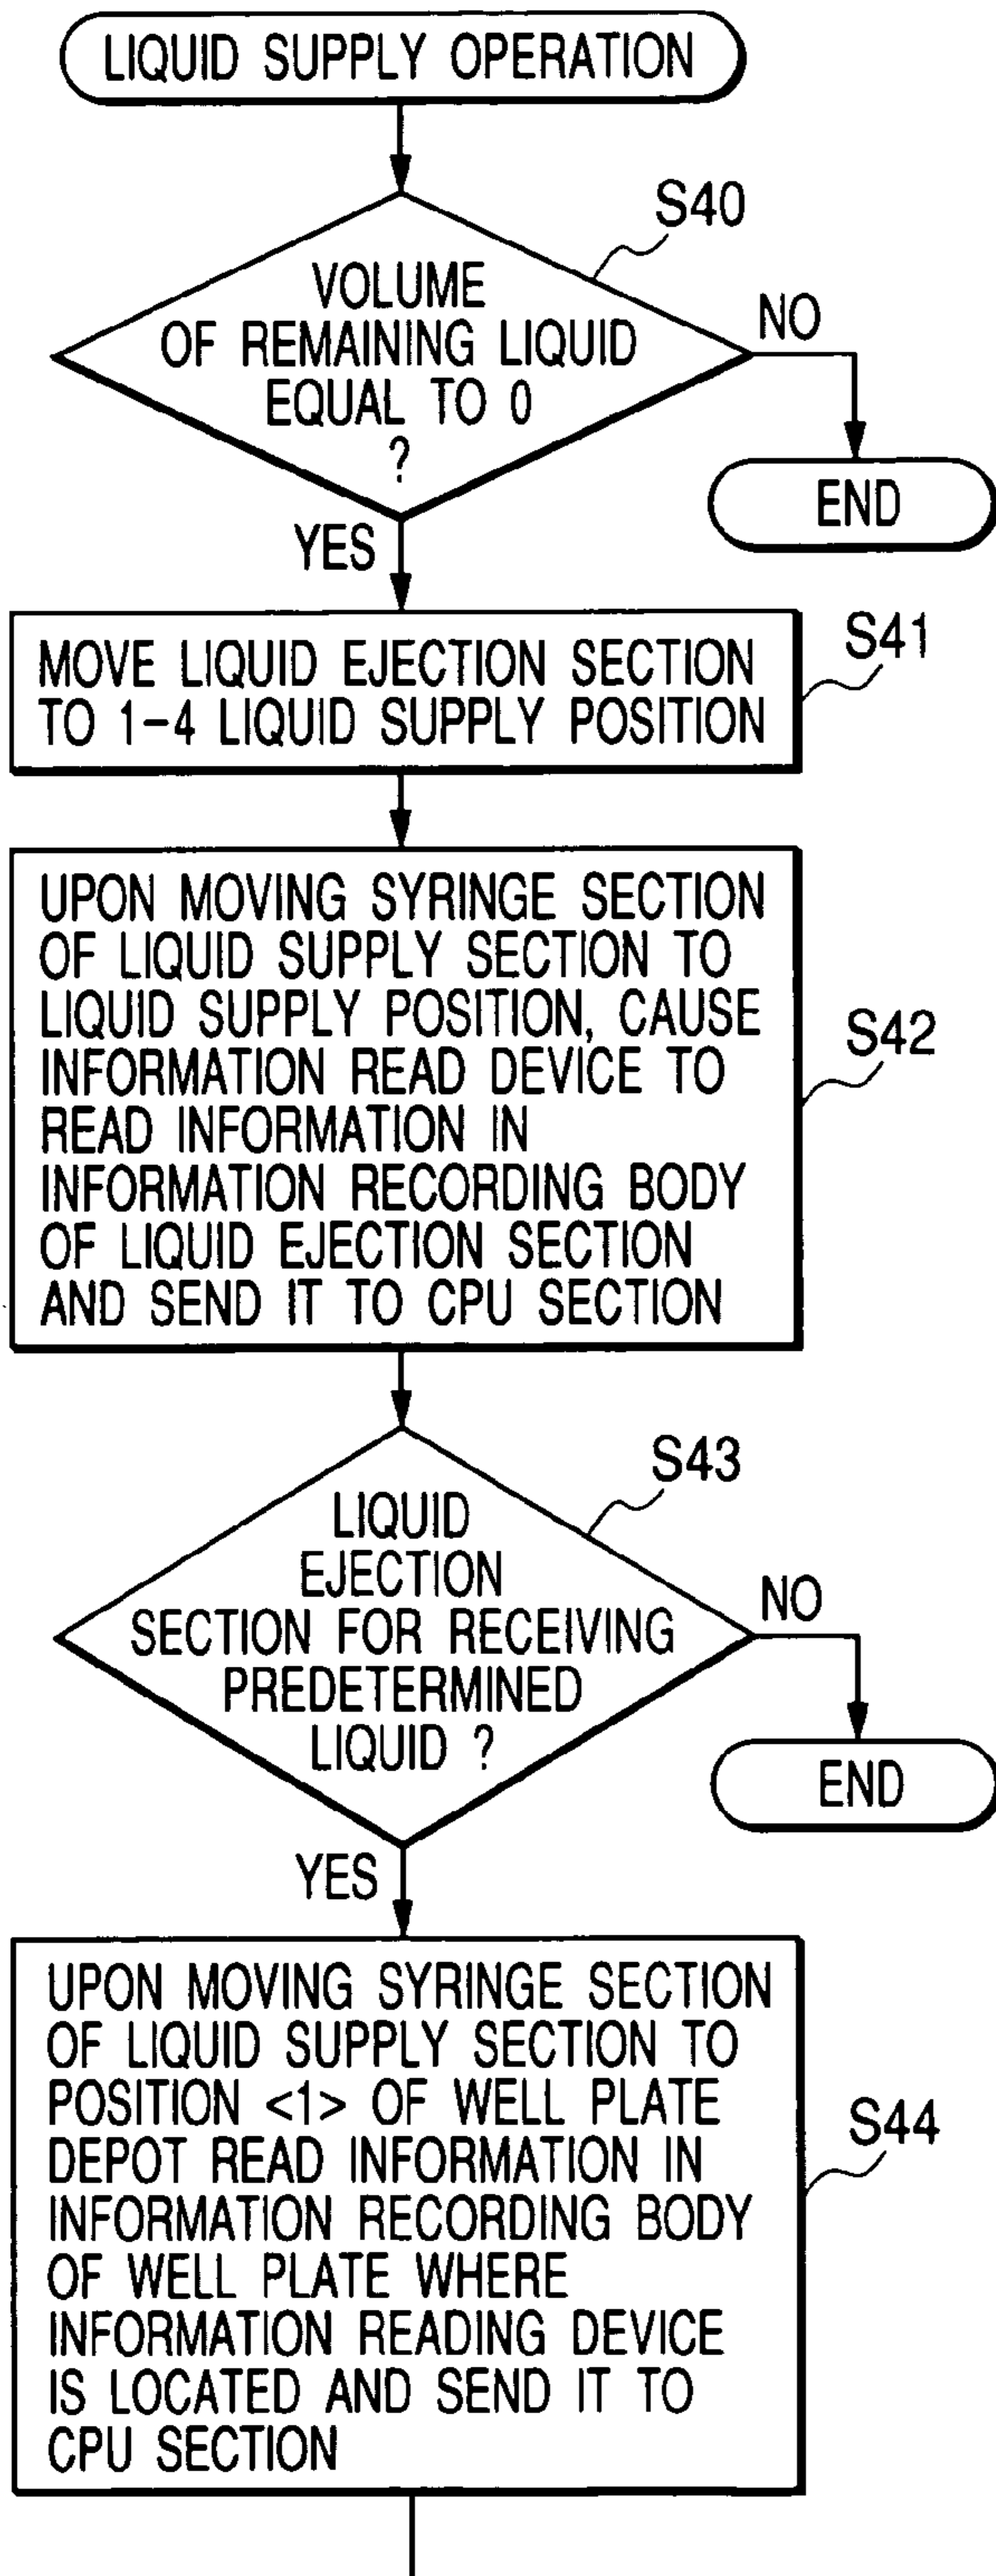 LIQUID SUPPLY OPERATION
S40
VOLUME
OF REMAINING LIQUID
EQUAL TO 0
?
NO
END
YES
S41
MOVE LIQUID EJECTION SECTION
TO 1-4 LIQUID SUPPLY POSITION
UPON MOVING SYRINGE SECTION
OF LIQUID SUPPLY SECTION TO
LIQUID SUPPLY POSITION, CAUSE
INFORMATION READ DEVICE TO
READ INFORMATION IN
INFORMATION RECORDING BODY
OF LIQUID EJECTION SECTION
AND SEND IT TO CPU SECTION
S42
S43
LIQUID
EJECTION
SECTION FOR RECEIVING
PREDETERMINED
LIQUID ?
NO
END
YES
UPON MOVING SYRINGE SECTION
OF LIQUID SUPPLY SECTION TO
POSITION <1> OF WELL PLATE
DEPOT READ INFORMATION IN
INFORMATION RECORDING BODY
OF WELL PLATE WHERE
INFORMATION READING DEVICE
IS LOCATED AND SEND IT TO
CPU SECTION
S44